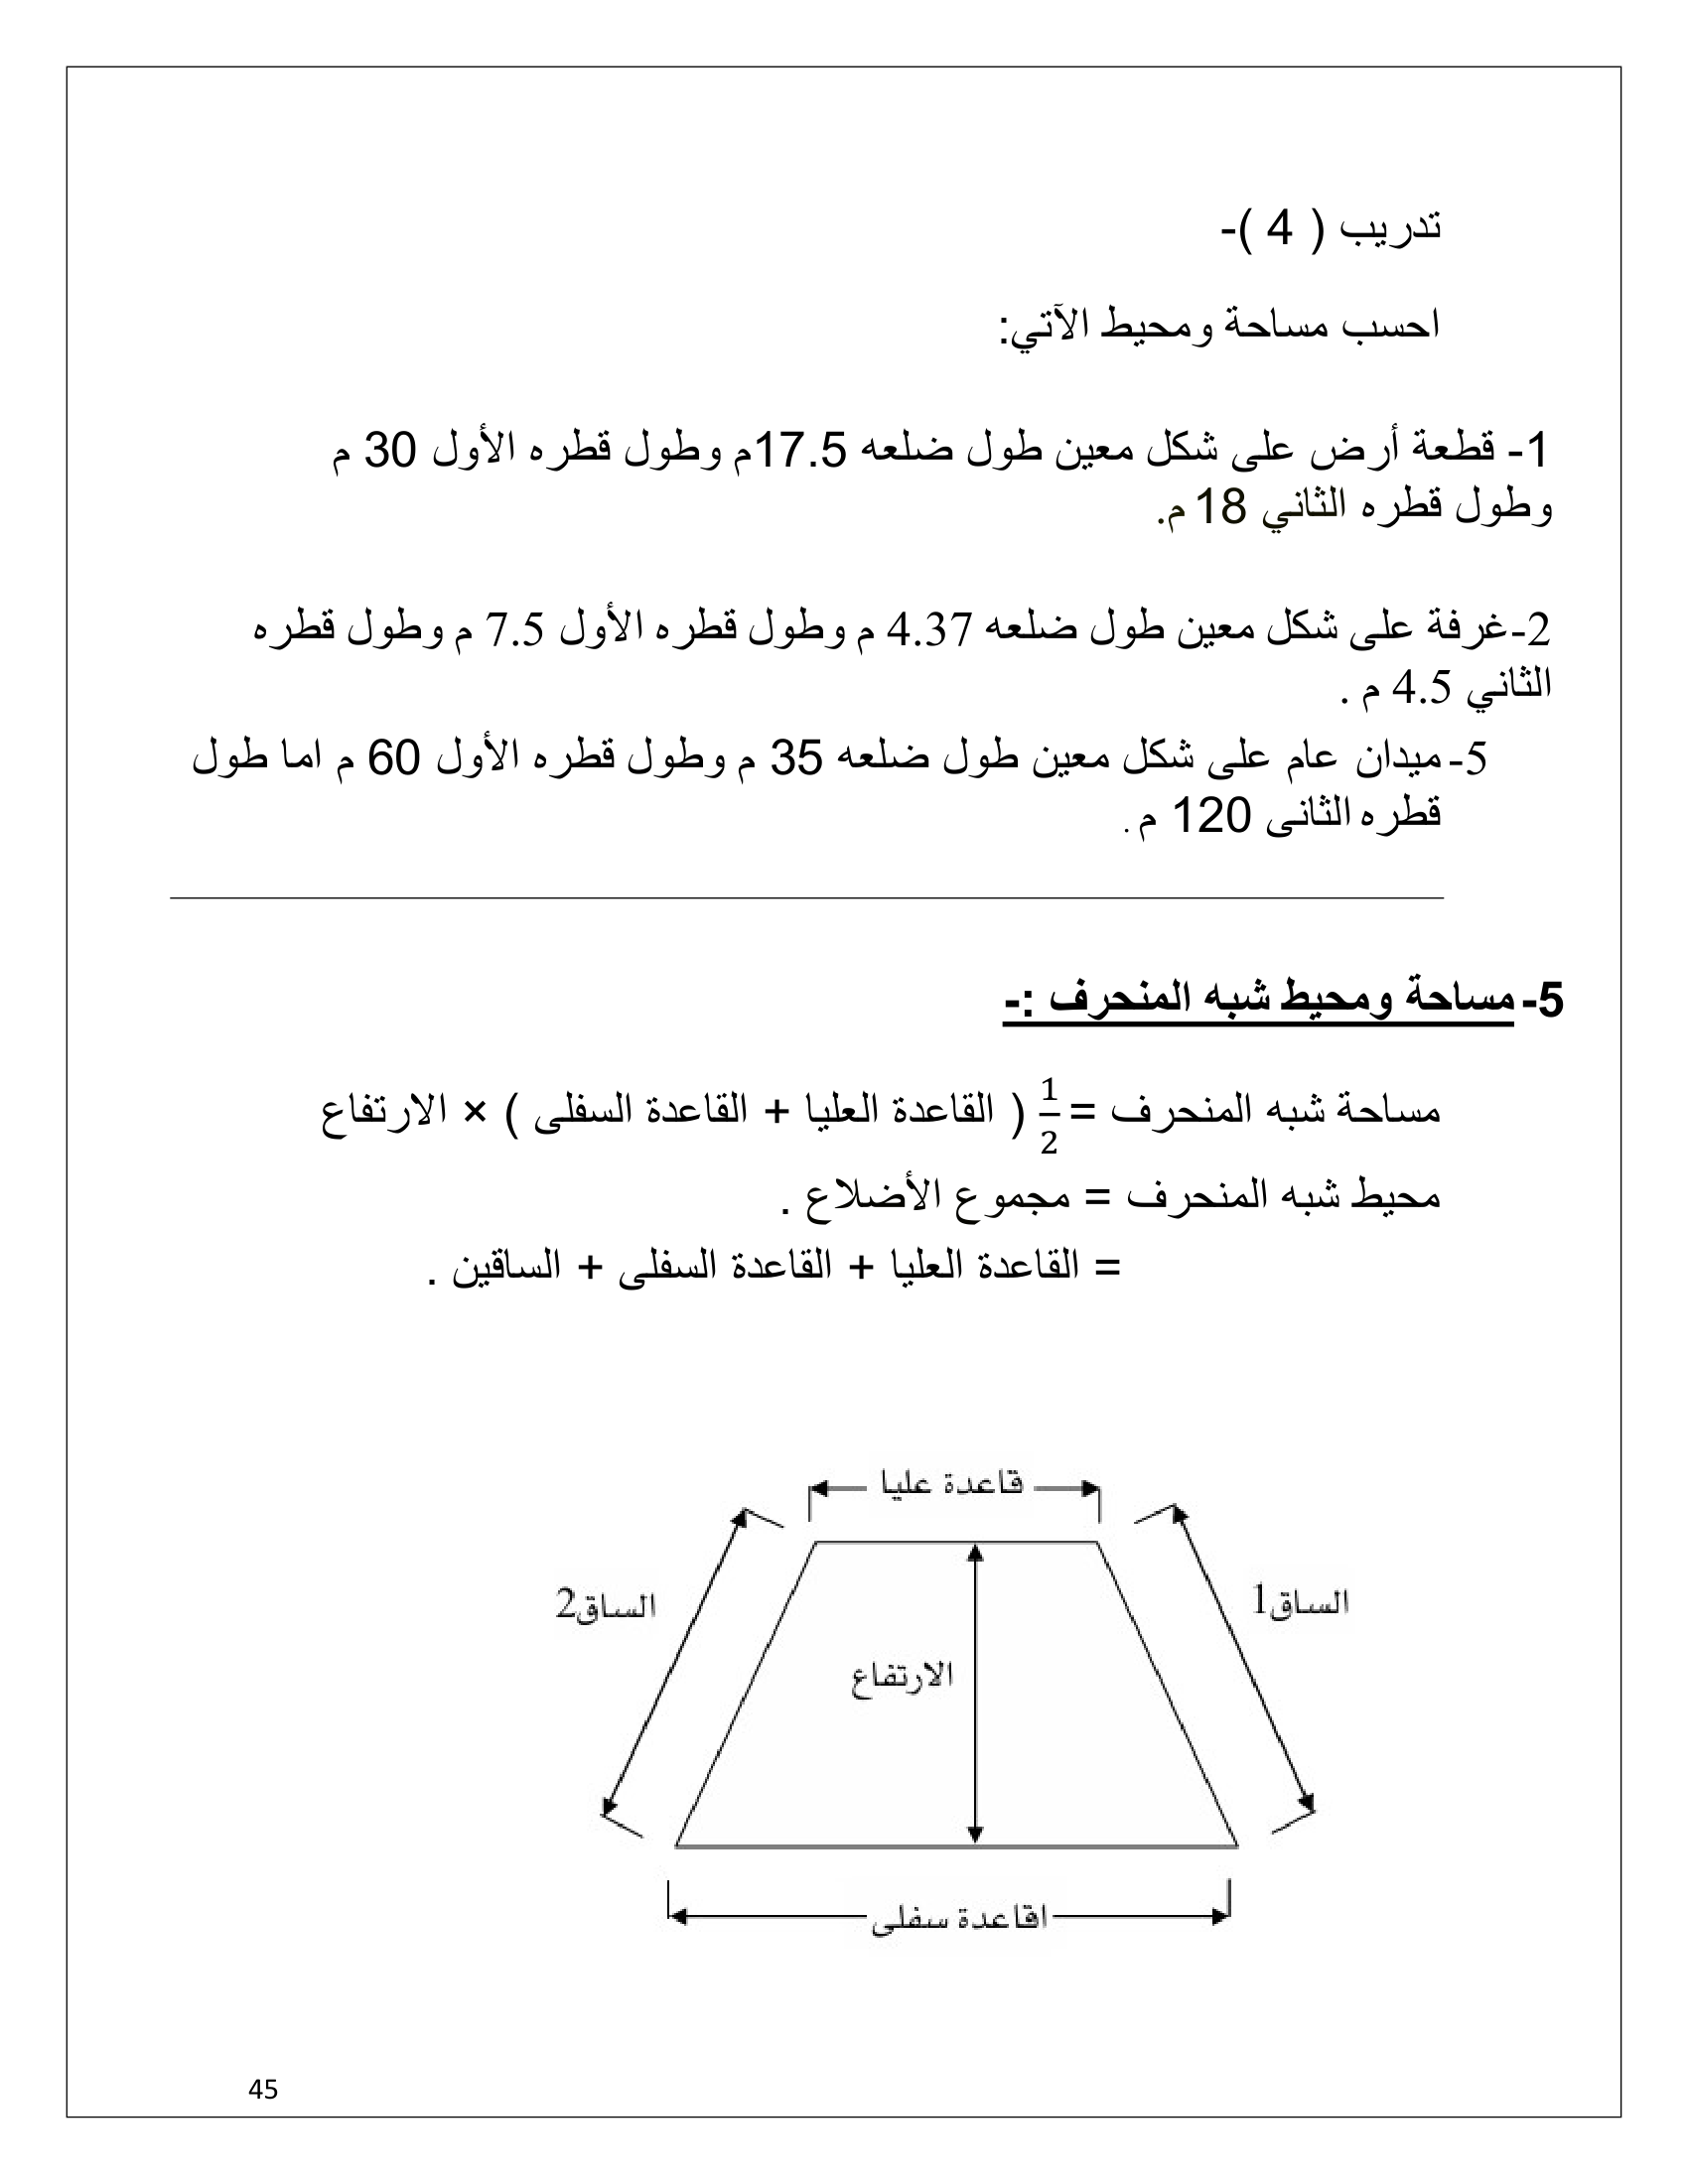 تدريب ( 4 )-
احسب مساحة ومحيط الآتي:
1- قطعة أرض على شكل معين طول ضلعه 17.5م وطول قطره الأول 30 م
وطول قطره الثاني 18 م.
2-غرفة على شكل معين طول ضلعه 4.37 م وطول قطره الأول 7.5 م وطول قطره
الثاني 4.5 م .
5- ميدان عام على شكل معين طول ضلعه 35 م وطول قطره الأول 60 م اما طول
قطره الثانى 120 م .
5- مساحة ومحيط شبه المنحرف :-
مساحة شبه المنحرف = 1/2 ( القاعدة العليا + القاعدة السفلى ) × الارتفاع
محيط شبه المنحرف = مجموع الأضلاع .
= القاعدة العليا + القاعدة السفلى + الساقين .
قاعدة عليا
الساق1
الساق2
الارتفاع
اقاعدة سفلى
45